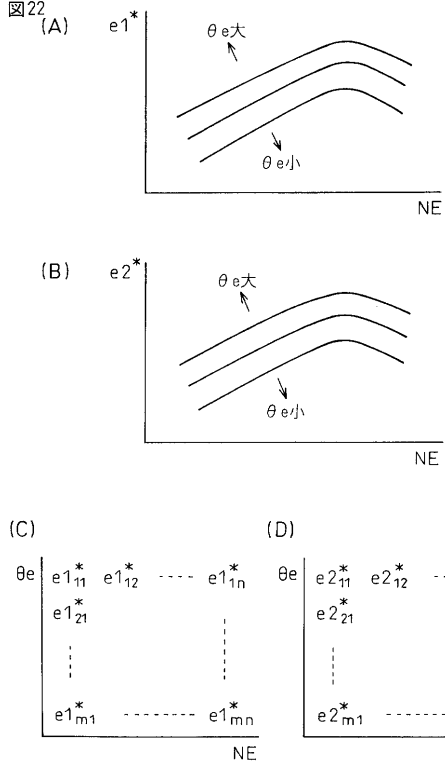 図22
(A)
e1*
θe大
θe小
NE
(B)
e2*
θe大
θe小
NE
(C)
θe e1*11 e1*12 ---- e1*1n
e1*21
e1*m1 ------ e1*mn
NE
(D)
θe e2*11 e2*12
e2*21
e2*m1